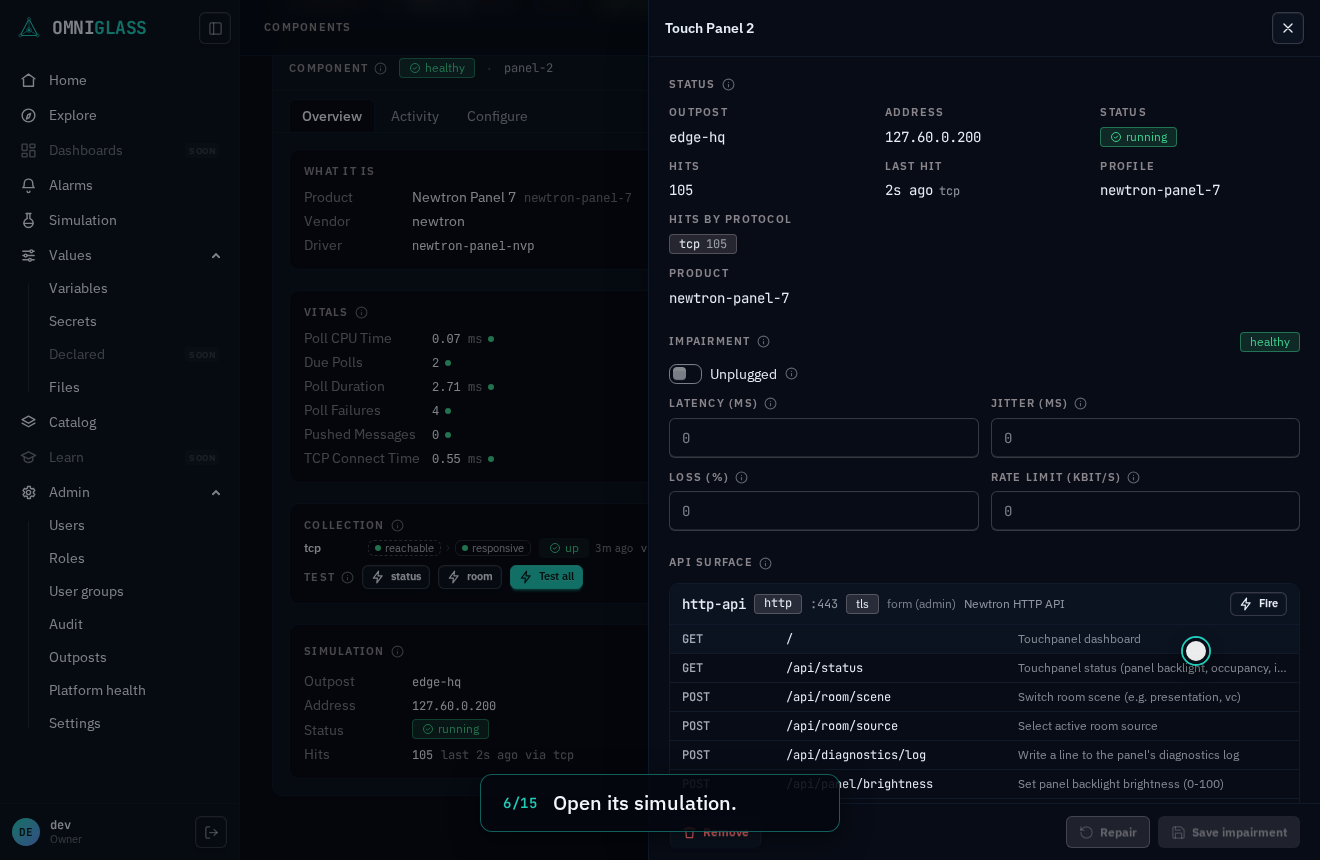 OMNIGLASS
Home
Explore
Dashboards SOON
Alarms
Simulation
Values
Variables
Secrets
Declared SOON
Files
Catalog
Learn SOON
Admin
Users
Roles
User groups
Audit
Outposts
Platform health
Settings
DE dev
Owner
COMPONENTS
COMPONENT healthy · panel-2
Overview Activity Configure
WHAT IT IS
Product Newtron Panel 7 newtron-panel-7
Vendor newtron
Driver newtron-panel-nvp
VITALS
Poll CPU Time 0.07 ms
Due Polls 2
Poll Duration 2.71 ms
Poll Failures 4
Pushed Messages 0
TCP Connect Time 0.55 ms
COLLECTION
tcp reachable responsive up 3m ago v
TEST status room Test all
SIMULATION
Outpost edge-hq
Address 127.60.0.200
Status running
Hits 105 last 2s ago via tcp
Touch Panel 2
STATUS
OUTPOST ADDRESS STATUS
edge-hq 127.60.0.200 running
HITS LAST HIT PROFILE
105 2s ago tcp newtron-panel-7
HITS BY PROTOCOL
tcp 105
PRODUCT
newtron-panel-7
IMPAIRMENT healthy
Unplugged
LATENCY (MS) JITTER (MS)
0 0
LOSS (%) RATE LIMIT (KBIT/S)
0 0
API SURFACE
http-api http :443 tls form (admin) Newtron HTTP API Fire
GET / Touchpanel dashboard
GET /api/status Touchpanel status (panel backlight, occupancy, i…
POST /api/room/scene Switch room scene (e.g. presentation, vc)
POST /api/room/source Select active room source
POST /api/diagnostics/log Write a line to the panel's diagnostics log
POST /api/panel/brightness Set panel backlight brightness (0-100)
6/15 Open its simulation.
Remove Repair Save impairment